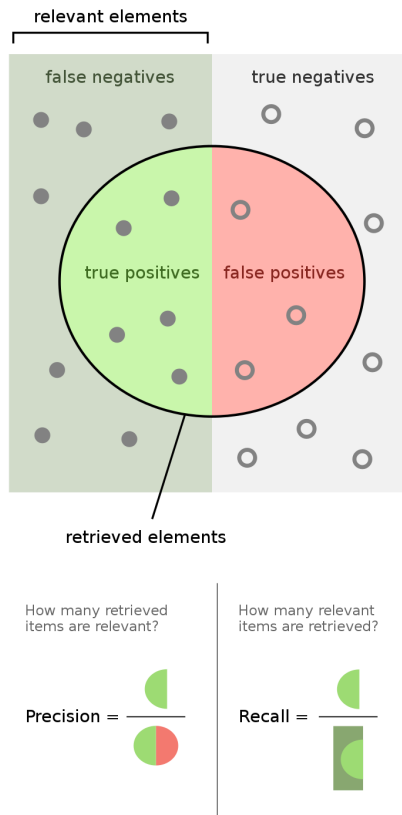 relevant elements
false negatives
true negatives
true positives
false positives
retrieved elements
How many retrieved
items are relevant?
How many relevant
items are retrieved?
Precision =
Recall =